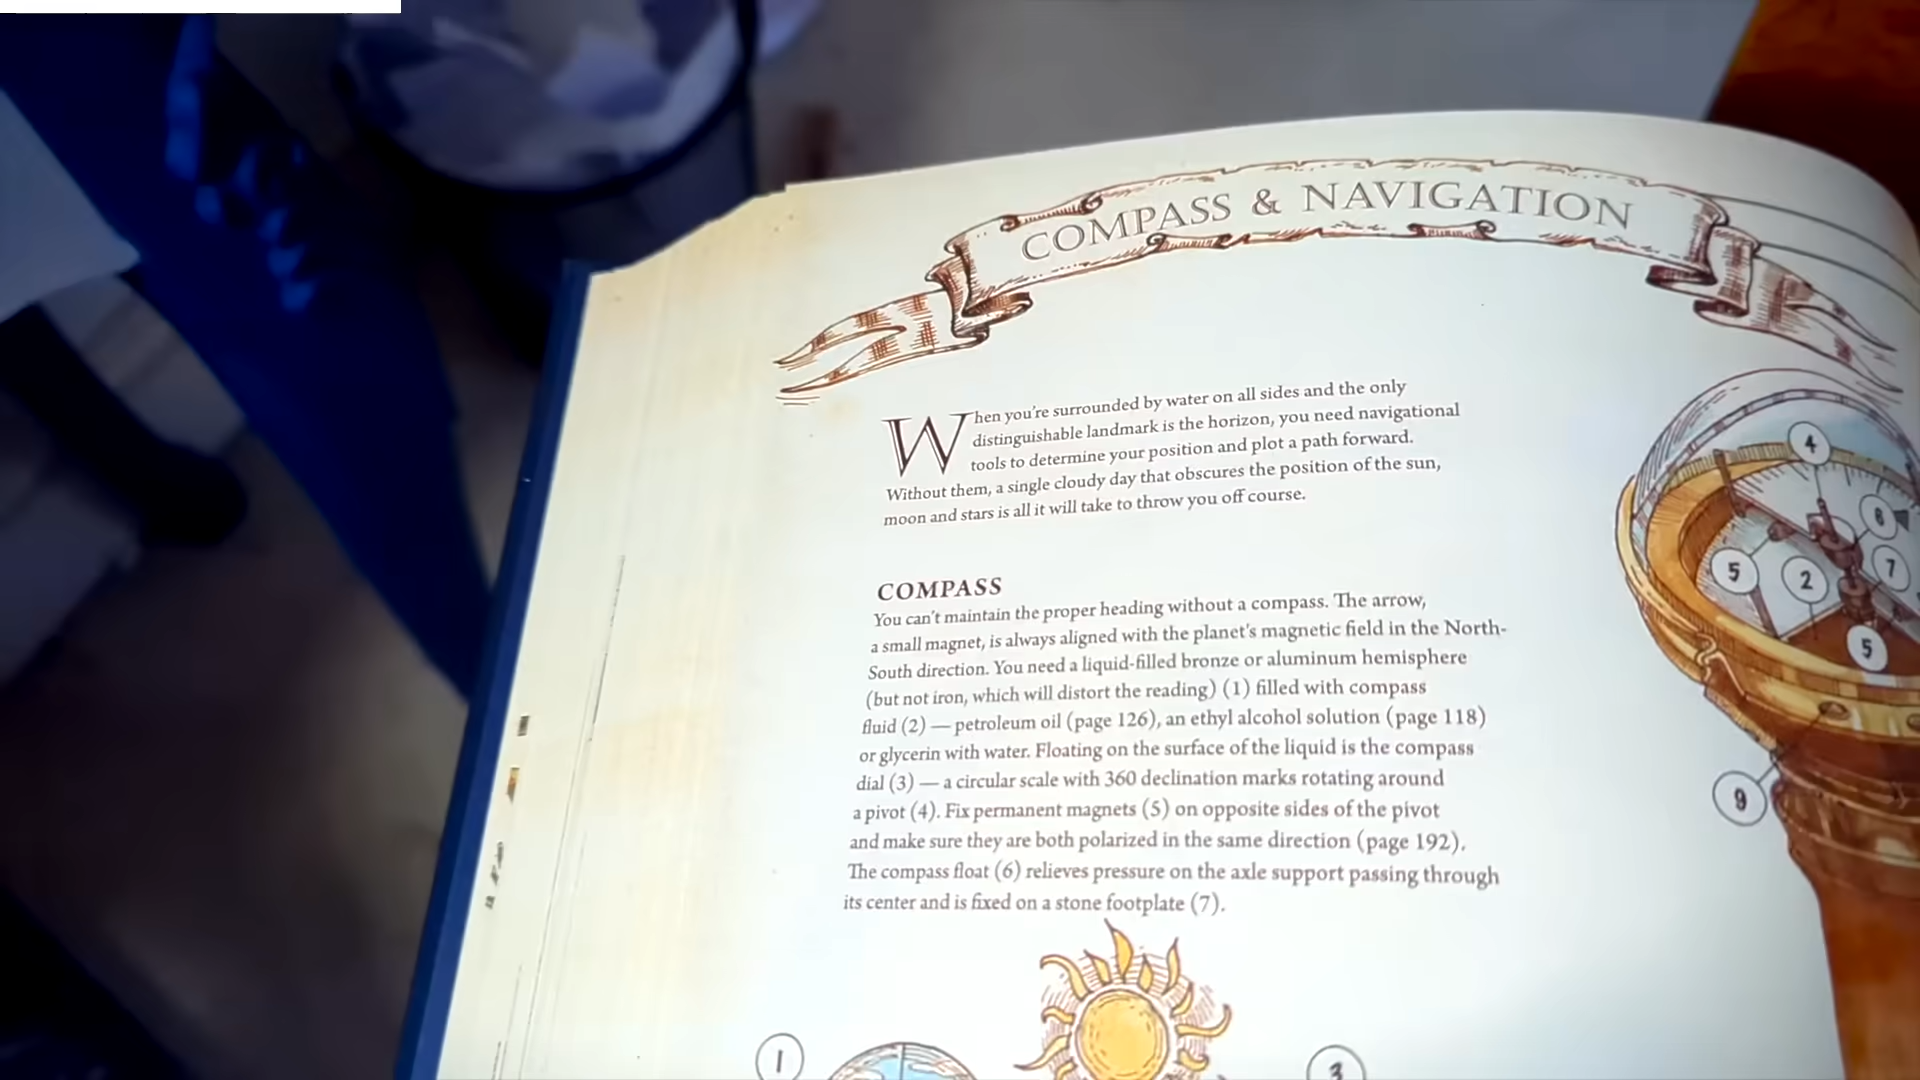 COMPASS & NAVIGATION
When you're surrounded by water on all sides and the only
distinguishable landmark is the horizon, you need navigational
tools to determine your position and plot a path forward.
Without them, a single cloudy day that obscures the position of the sun,
moon and stars is all it will take to throw you off course.
COMPASS
You can't maintain the proper heading without a compass. The arrow,
a small magnet, is always aligned with the planet's magnetic field in the North-
South direction. You need a liquid-filled bronze or aluminum hemisphere
(but not iron, which will distort the reading) (1) filled with compass
fluid (2) — petroleum oil (page 126), an ethyl alcohol solution (page 118)
or glycerin with water. Floating on the surface of the liquid is the compass
dial (3) — a circular scale with 360 declination marks rotating around
a pivot (4). Fix permanent magnets (5) on opposite sides of the pivot
and make sure they are both polarized in the same direction (page 192).
The compass float (6) relieves pressure on the axle support passing through
its center and is fixed on a stone footplate (7).
4
6
5
2
7
5
9
1
3